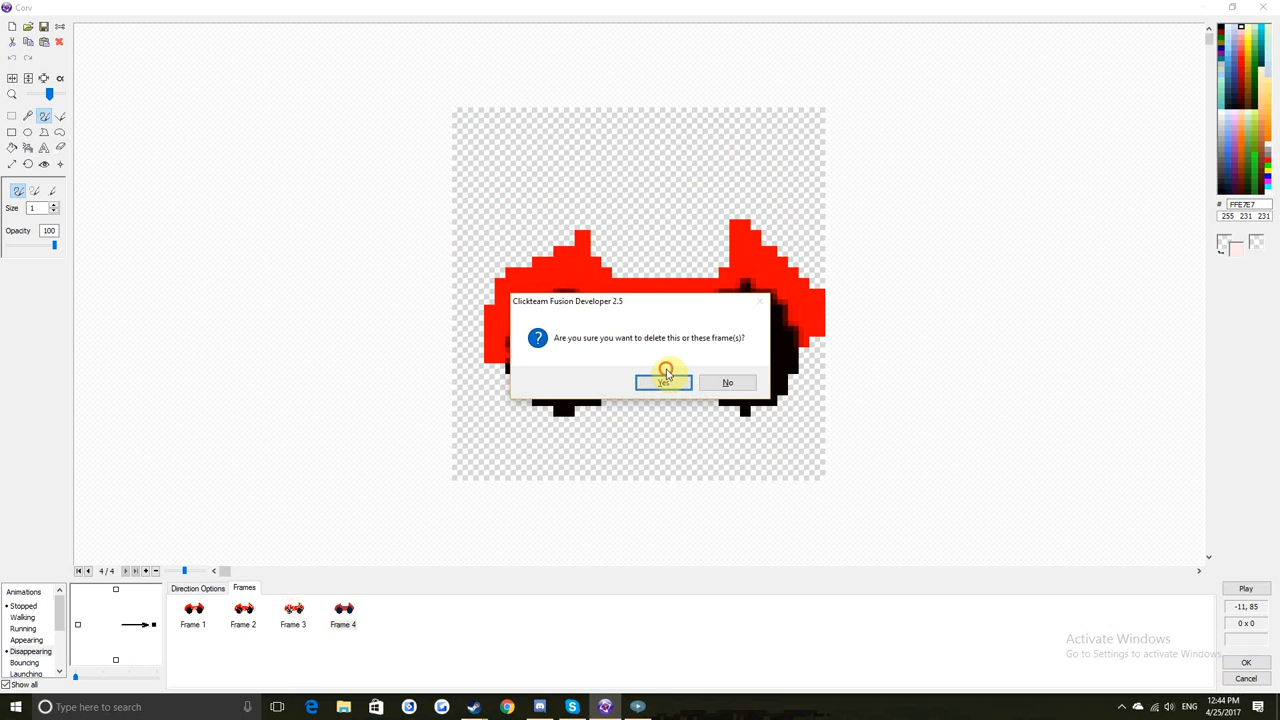 Corv
Size 1
Opacity 100
# FFE7E7
255 231 231
Clickteam Fusion Developer 2.5
Are you sure you want to delete this or these frame(s)?
Yes
No
4/4
Animations
Stopped
Walking
Running
Appearing
Disappearing
Bouncing
Launching
Show all
Direction Options
Frames
Frame 1
Frame 2
Frame 3
Frame 4
Play
-11, 85
0 x 0
OK
Cancel
Activate Windows
Go to Settings to activate Windows.
Type here to search
ENG
12:44 PM
4/25/2017